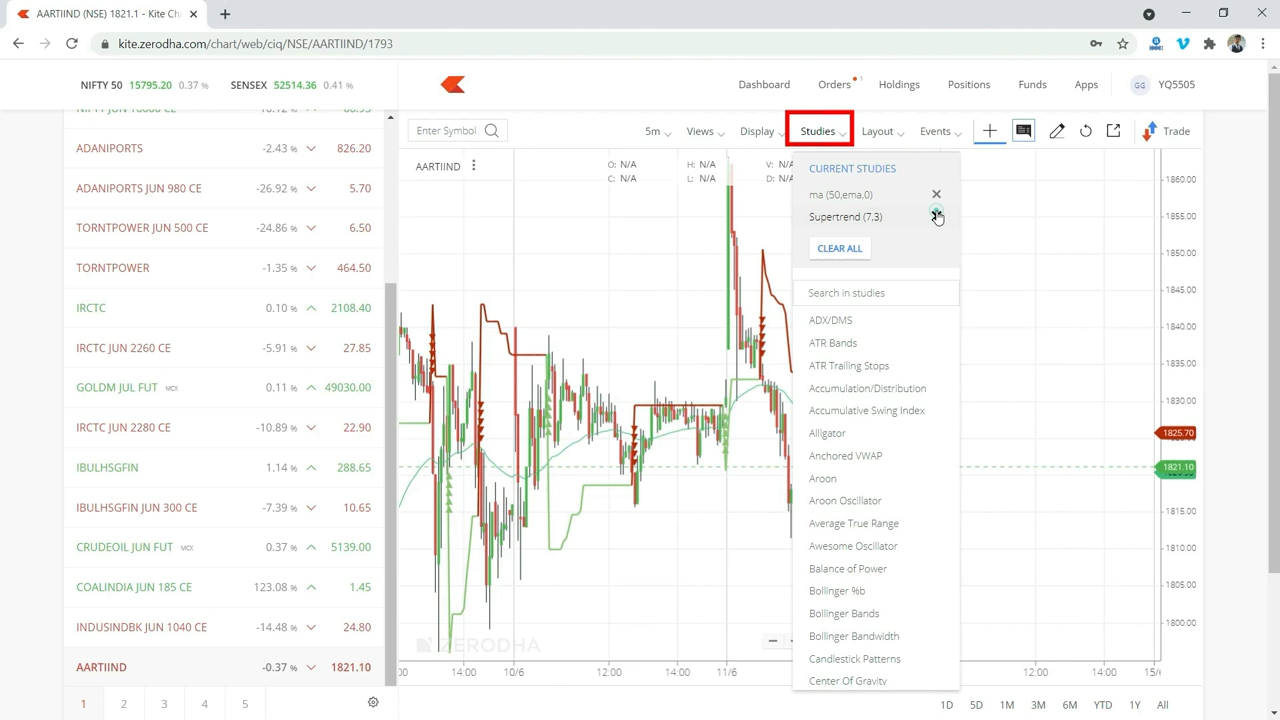 AARTIIND (NSE) 1821.1 - Kite Ch
kite.zerodha.com/chart/web/ciq/NSE/AARTIIND/1793
NIFTY 50 15795.20 0.37 % SENSEX 52514.36 0.41 %
Dashboard Orders 1 Holdings Positions Funds Apps GG YQ5505
ADANIPORTS -2.43 % 826.20
ADANIPORTS JUN 980 CE -26.92 % 5.70
TORNTPOWER JUN 500 CE -24.86 % 6.50
TORNTPOWER -1.35 % 464.50
IRCTC 0.10 % 2108.40
IRCTC JUN 2260 CE -5.91 % 27.85
GOLDM JUL FUT MCX 0.11 % 49030.00
IRCTC JUN 2280 CE -10.89 % 22.90
IBULHSGFIN 1.14 % 288.65
IBULHSGFIN JUN 300 CE -7.39 % 10.65
CRUDEOIL JUN FUT MCX 0.37 % 5139.00
COALINDIA JUN 185 CE 123.08 % 1.45
INDUSINDBK JUN 1040 CE -14.48 % 24.80
AARTIIND -0.37 % 1821.10
1 2 3 4 5
Enter Symbol 5m Views Display Studies Layout Events Trade
AARTIIND
O: N/A H: N/A V: N/A
C: N/A L: N/A D: N/A
CURRENT STUDIES
ma (50,ema,0)
Supertrend (7,3)
CLEAR ALL
Search in studies
ADX/DMS
ATR Bands
ATR Trailing Stops
Accumulation/Distribution
Accumulative Swing Index
Alligator
Anchored VWAP
Aroon
Aroon Oscillator
Average True Range
Awesome Oscillator
Balance of Power
Bollinger %b
Bollinger Bands
Bollinger Bandwidth
Candlestick Patterns
Center Of Gravity
1860.00
1855.00
1850.00
1845.00
1840.00
1835.00
1830.00
1825.70
1821.10
1815.00
1810.00
1805.00
1800.00
ZERODHA
14:00 10/6 12:00 14:00 11/6 12:00 14:00 15/6
1D 5D 1M 3M 6M YTD 1Y All